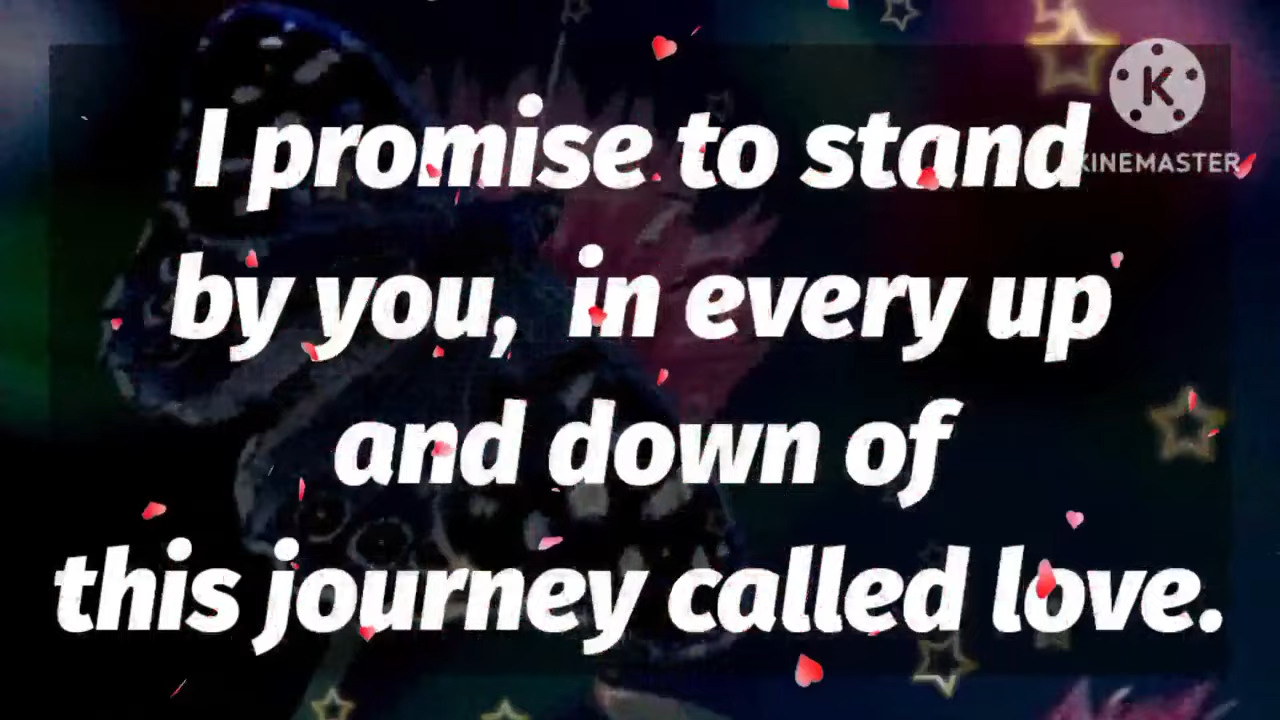 I promise to stand
by you,  in every up
and down of
this journey called love.
K
KINEMASTER